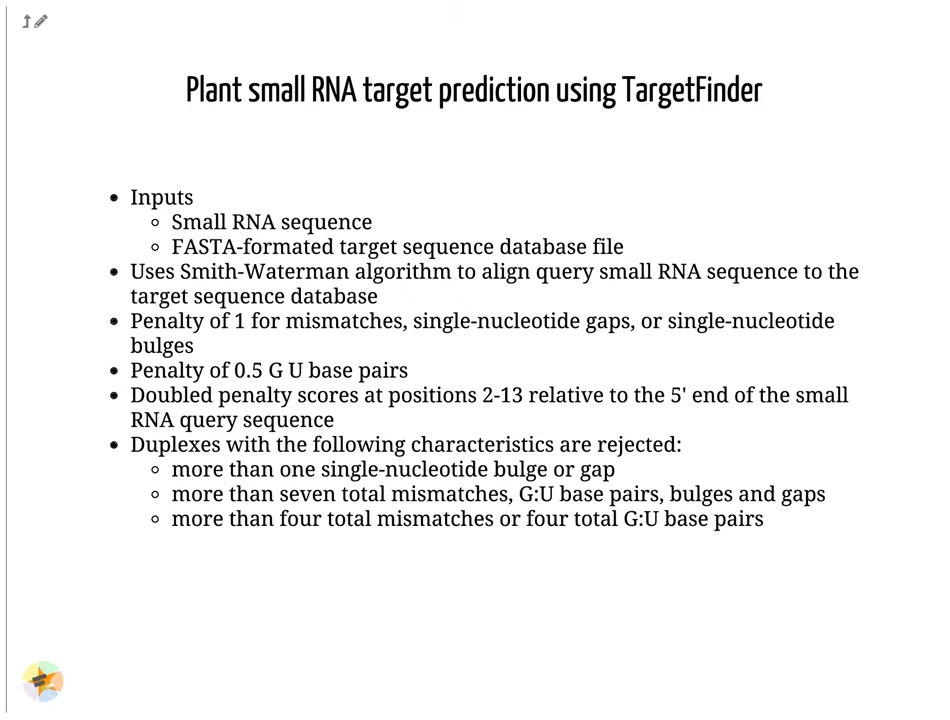 Plant small RNA target prediction using TargetFinder
Inputs
Small RNA sequence
FASTA-formated target sequence database file
Uses Smith-Waterman algorithm to align query small RNA sequence to the
target sequence database
Penalty of 1 for mismatches, single-nucleotide gaps, or single-nucleotide
bulges
Penalty of 0.5 G U base pairs
Doubled penalty scores at positions 2-13 relative to the 5' end of the small
RNA query sequence
Duplexes with the following characteristics are rejected:
more than one single-nucleotide bulge or gap
more than seven total mismatches, G:U base pairs, bulges and gaps
more than four total mismatches or four total G:U base pairs